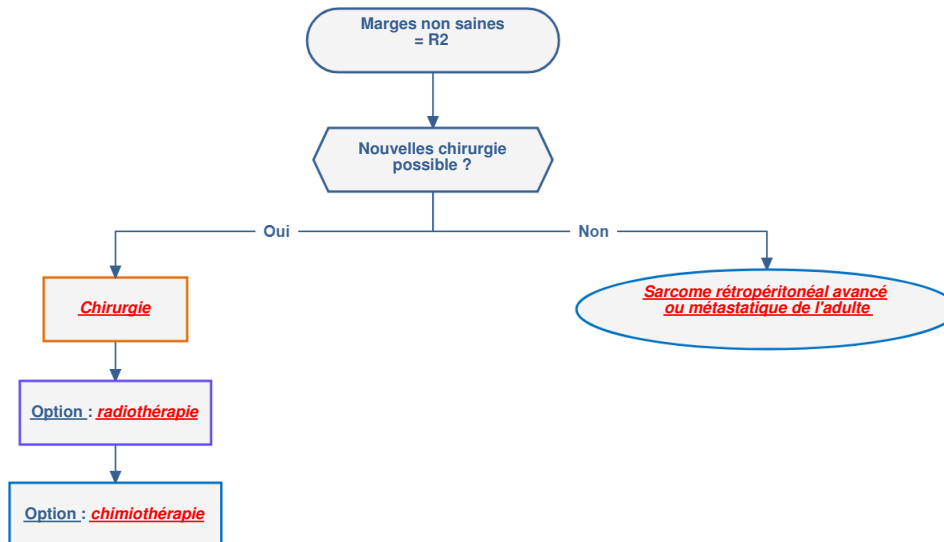 Marges non saines
= R2
Nouvelles chirurgie
possible ?
Oui
Non
Chirurgie
Sarcome rétropéritonéal avancé
ou métastatique de l'adulte
Option : radiothérapie
Option : chimiothérapie